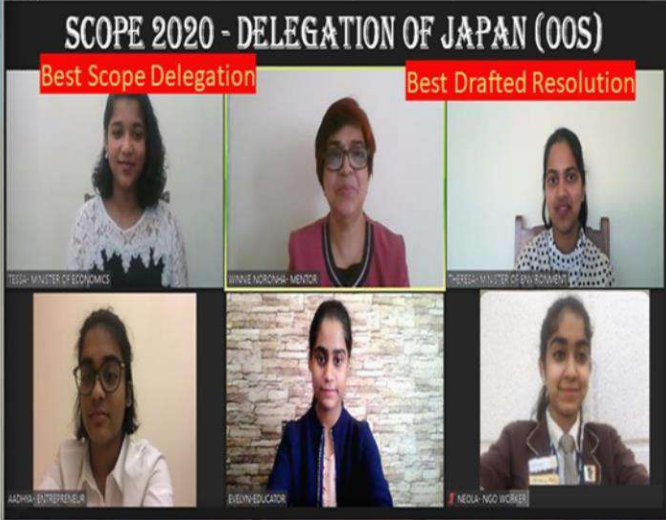 SCOPE 2020 - DELEGATION OF JAPAN (OOS)
Best Scope Delegation
Best Drafted Resolution
TESSA- MINISTER OF ECONOMICS
WINNIE NORONHA- MENTOR
THERESA- MINISTER OF ENVIRONMENT
AADHYA- ENTREPRENEUR
EVELYN-EDUCATOR
NEOLA- NGO WORKER